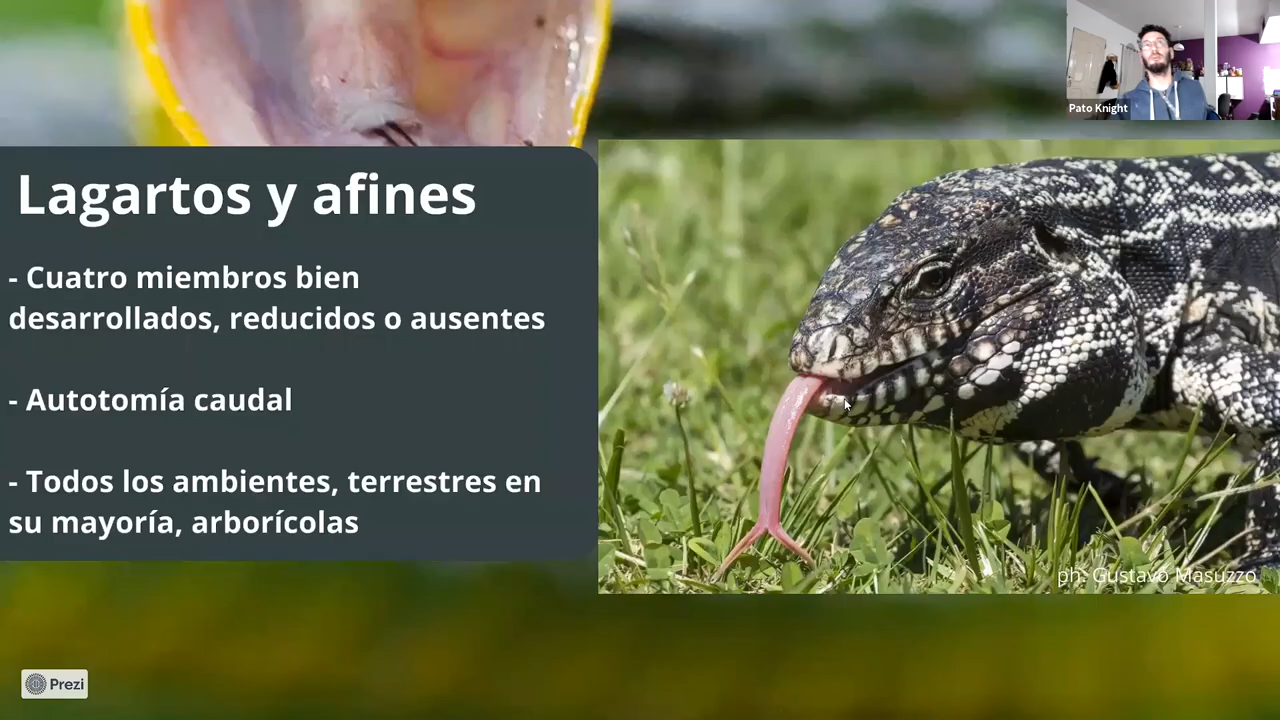 Pato Knight
Lagartos y afines
- Cuatro miembros bien
desarrollados, reducidos o ausentes
- Autotomía caudal
- Todos los ambientes, terrestres en
su mayoría, arborícolas
ph: Gustavo Masuzzo
Prezi